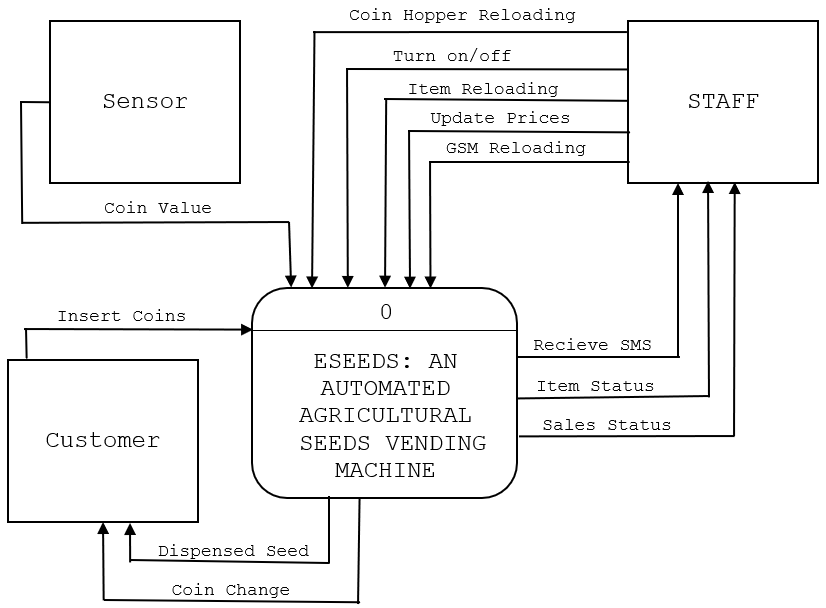 Coin Hopper Reloading
Turn on/off
Item Reloading
Update Prices
GSM Reloading
Sensor
STAFF
Coin Value
Insert Coins
0
ESEEDS: AN
AUTOMATED
AGRICULTURAL
SEEDS VENDING
MACHINE
Recieve SMS
Item Status
Sales Status
Customer
Dispensed Seed
Coin Change